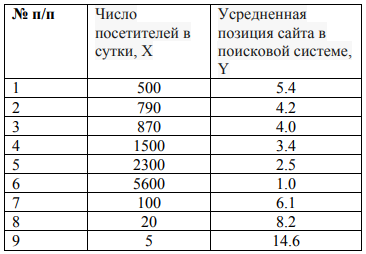 № п/п Число посетителей в сутки, X Усредненная позиция сайта в поисковой системе, Y
1 500 5.4
2 790 4.2
3 870 4.0
4 1500 3.4
5 2300 2.5
6 5600 1.0
7 100 6.1
8 20 8.2
9 5 14.6